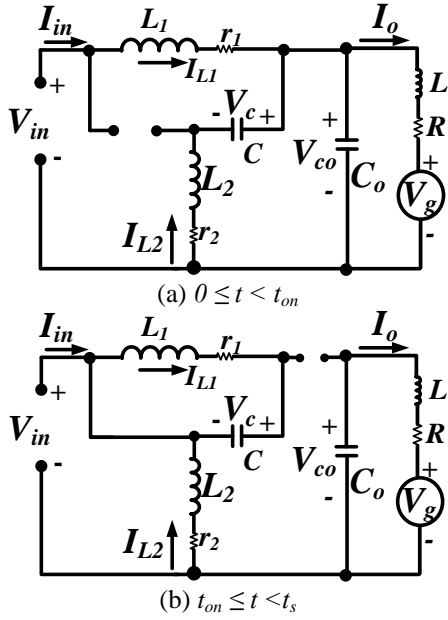 I_in L_1 r_1 I_o
+ I_L1 L
V_in - V_c + + R
- C V_co C_o +
L_2 - V_g
I_L2 r_2 -
(a) 0 ≤ t < t_on
I_in L_1 r_1 I_o
+ I_L1 L
V_in - V_c + + R
- C V_co C_o +
L_2 - V_g
I_L2 r_2 -
(b) t_on ≤ t < t_s